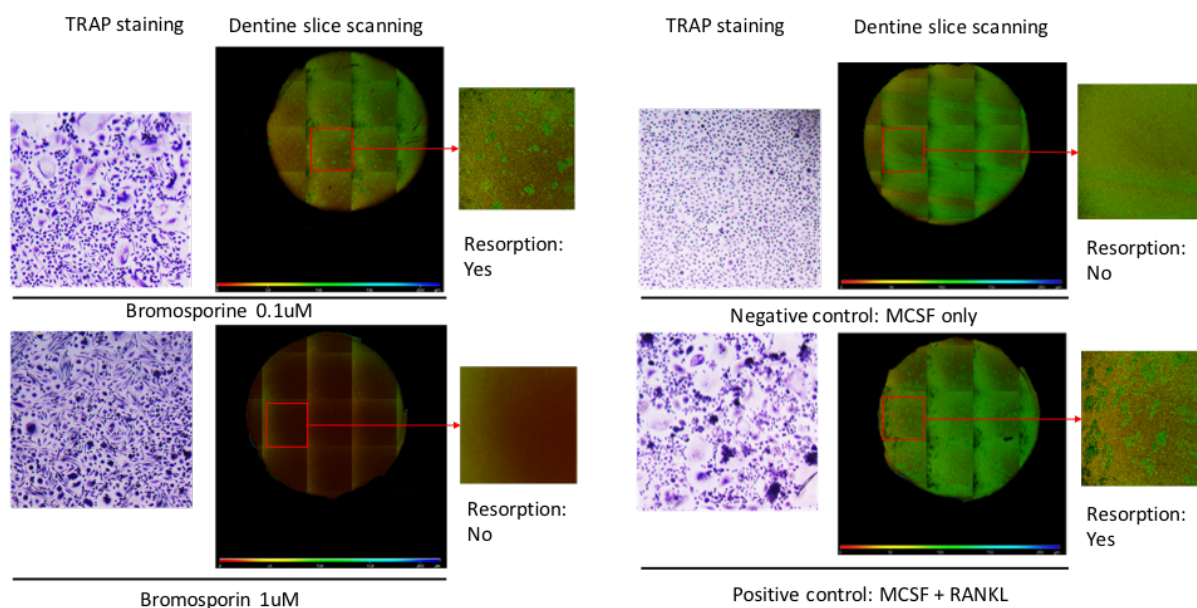 TRAP staining
Dentine slice scanning
TRAP staining
Dentine slice scanning
Resorption:
Yes
Resorption:
No
Bromosporine 0.1uM
Negative control: MCSF only
Resorption:
No
Resorption:
Yes
Bromosporin 1uM
Positive control: MCSF + RANKL